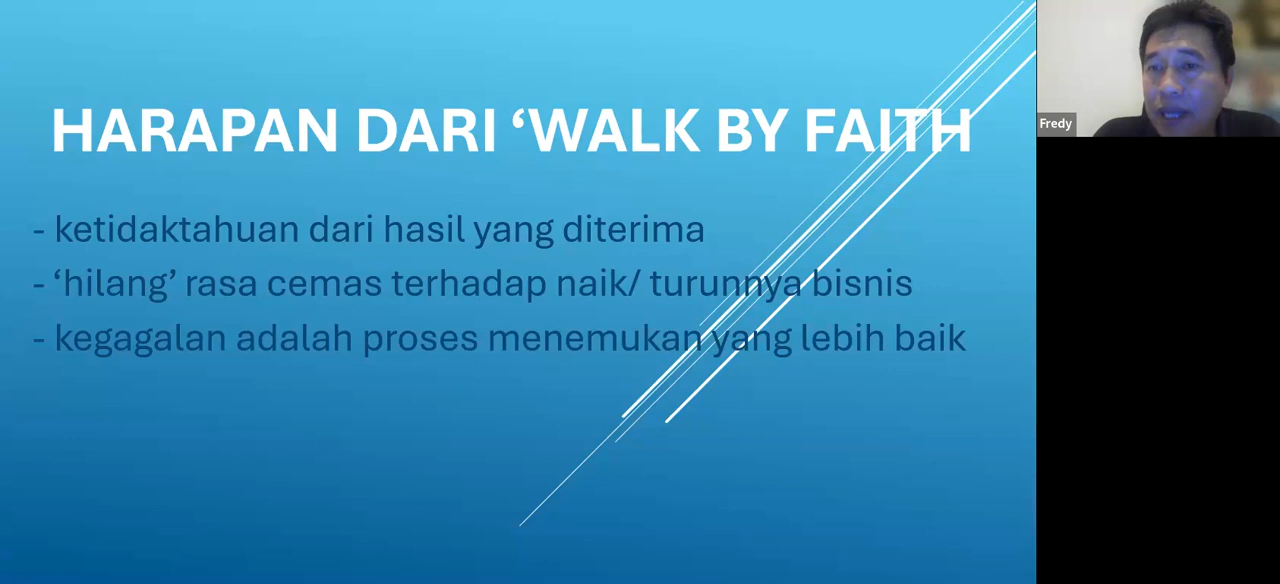 HARAPAN DARI ‘WALK BY FAITH
- ketidaktahuan dari hasil yang diterima
- ‘hilang’ rasa cemas terhadap naik/ turunnya bisnis
- kegagalan adalah proses menemukan yang lebih baik
Fredy